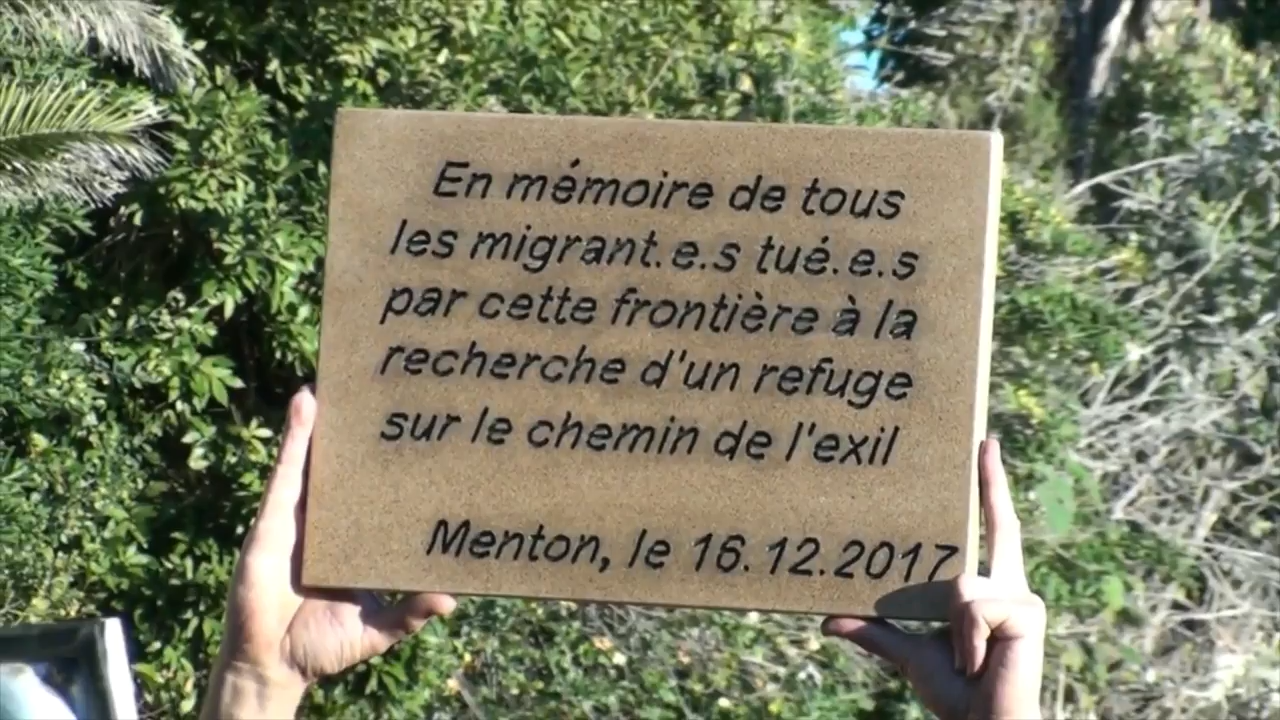 En mémoire de tous
les migrant.e.s tué.e.s
par cette frontière à la
recherche d'un refuge
sur le chemin de l'exil
Menton, le 16.12.2017